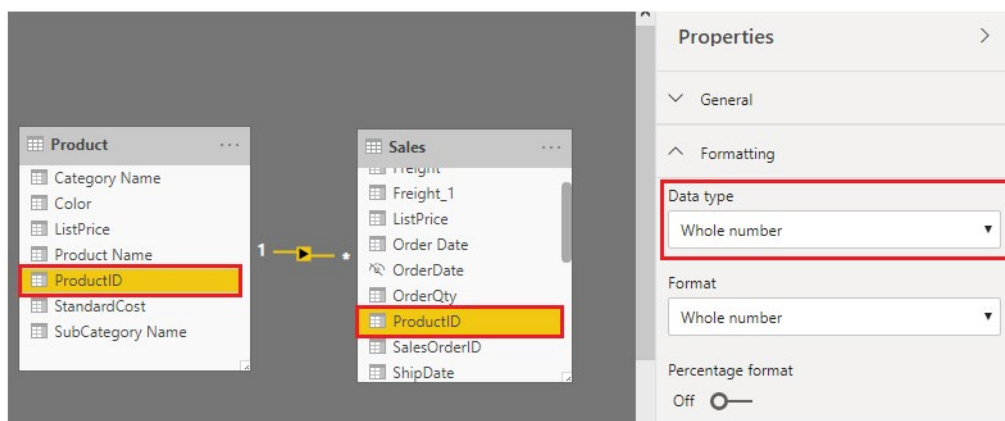 Product
Category Name
Color
ListPrice
Product Name
ProductID
StandardCost
SubCategory Name
1
*
Sales
Freight
Freight_1
ListPrice
Order Date
OrderDate
OrderQty
ProductID
SalesOrderID
ShipDate
Properties
General
Formatting
Data type
Whole number
Format
Whole number
Percentage format
Off